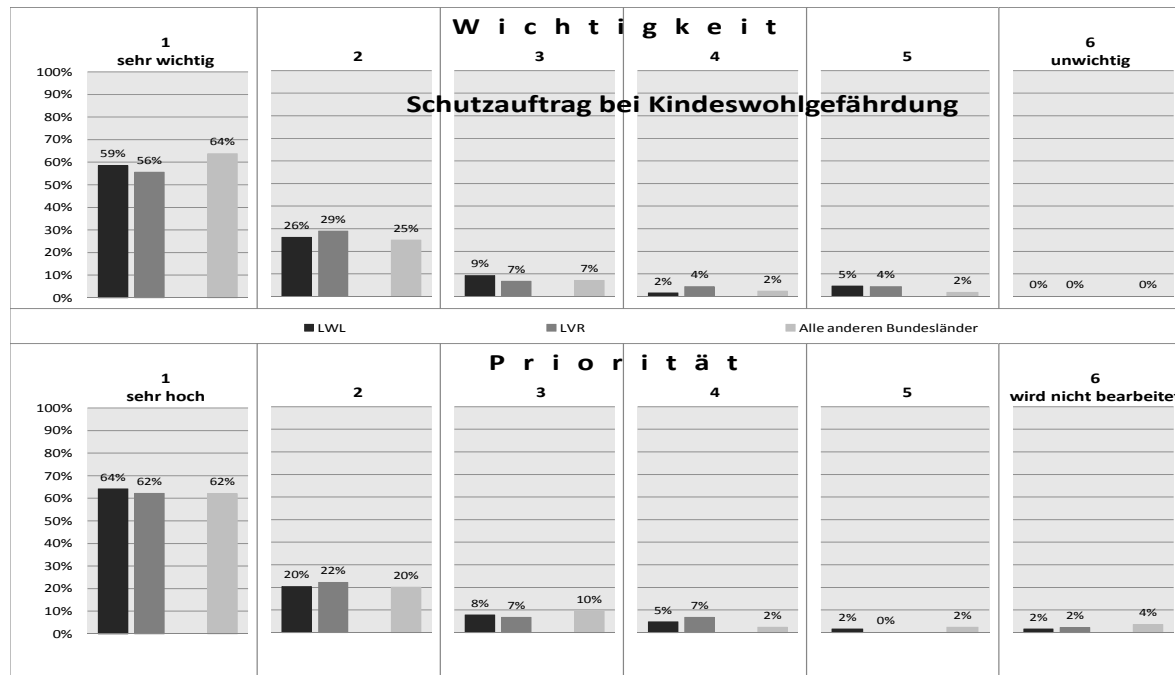 W i c h t i g k e i t
1
sehr wichtig
2
3
4
5
6
unwichtig
Schutzauftrag bei Kindeswohlgefährdung
100%
90%
80%
70%
60%
50%
40%
30%
20%
10%
0%
59% 56% 64%
26% 29% 25%
9% 7% 7%
2% 4% 2%
5% 4% 2%
0% 0% 0%
LWL LVR Alle anderen Bundesländer
P r i o r i t ä t
1
sehr hoch
2
3
4
5
6
wird nicht bearbeitet
100%
90%
80%
70%
60%
50%
40%
30%
20%
10%
0%
64% 62% 62%
20% 22% 20%
8% 7% 10%
5% 7% 2%
2% 0% 2%
2% 2% 4%